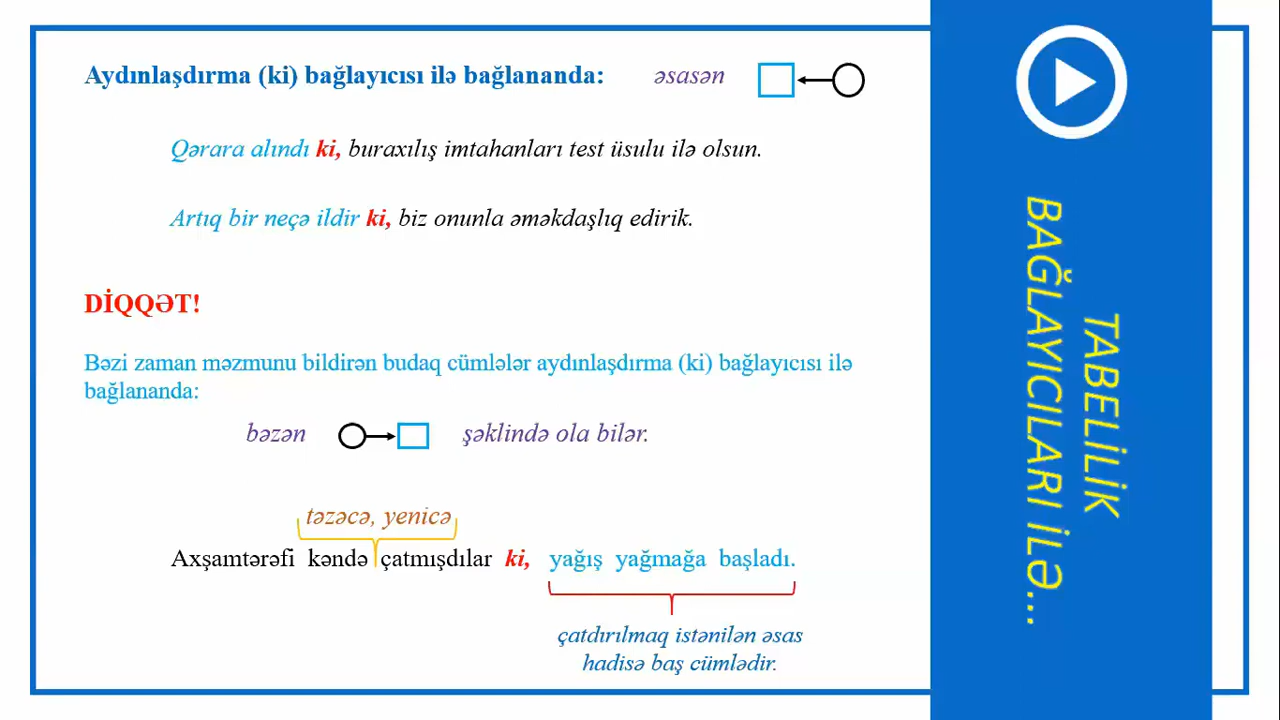 Aydınlaşdırma (ki) bağlayıcısı ilə bağlananda: əsasən
Qərara alındı ki, buraxılış imtahanları test üsulu ilə olsun.
Artıq bir neçə ildir ki, biz onunla əməkdaşlıq edirik.
DİQQƏT!
Bəzi zaman məzmunu bildirən budaq cümlələr aydınlaşdırma (ki) bağlayıcısı ilə
bağlananda:
bəzən şəklində ola bilər.
təzəcə, yenicə
Axşamtərəfi kəndə çatmışdılar ki, yağış yağmağa başladı.
çatdırılmaq istənilən əsas
hadisə baş cümlədir.
TABELİLİK
BAĞLAYICILARI İLƏ...